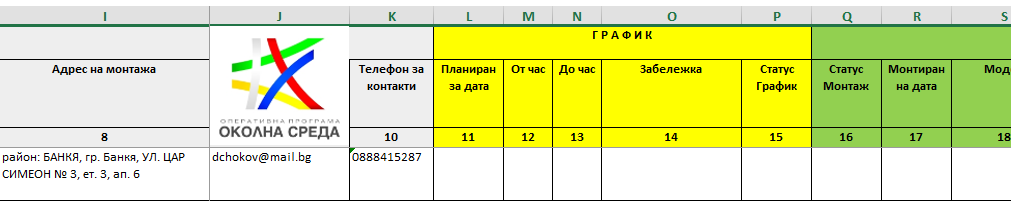 I J K L M N O P Q R S
Г Р А Ф И К
Адрес на монтажа
Телефон за
контакти
Планиран
за дата
От час
До час
Забележка
Статус
График
Статус
Монтаж
Монтиран
на дата
Мод
ОПЕРАТИВНА ПРОГРАМА
ОКОЛНА СРЕДА
8 10 11 12 13 14 15 16 17 18
район: БАНКЯ, гр. Банкя, УЛ. ЦАР
СИМЕОН № 3, ет. 3, ап. 6
dchokov@mail.bg
0888415287